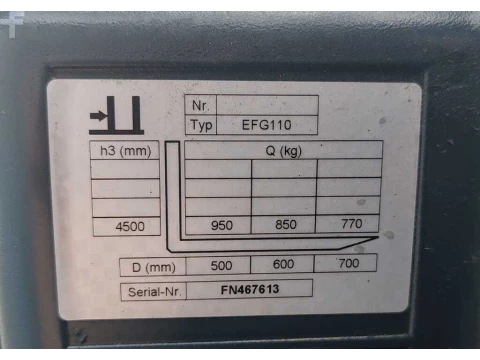 Nr.
Typ EFG110
h3 (mm) Q (kg)
4500 950 850 770
D (mm) 500 600 700
Serial-Nr. FN467613